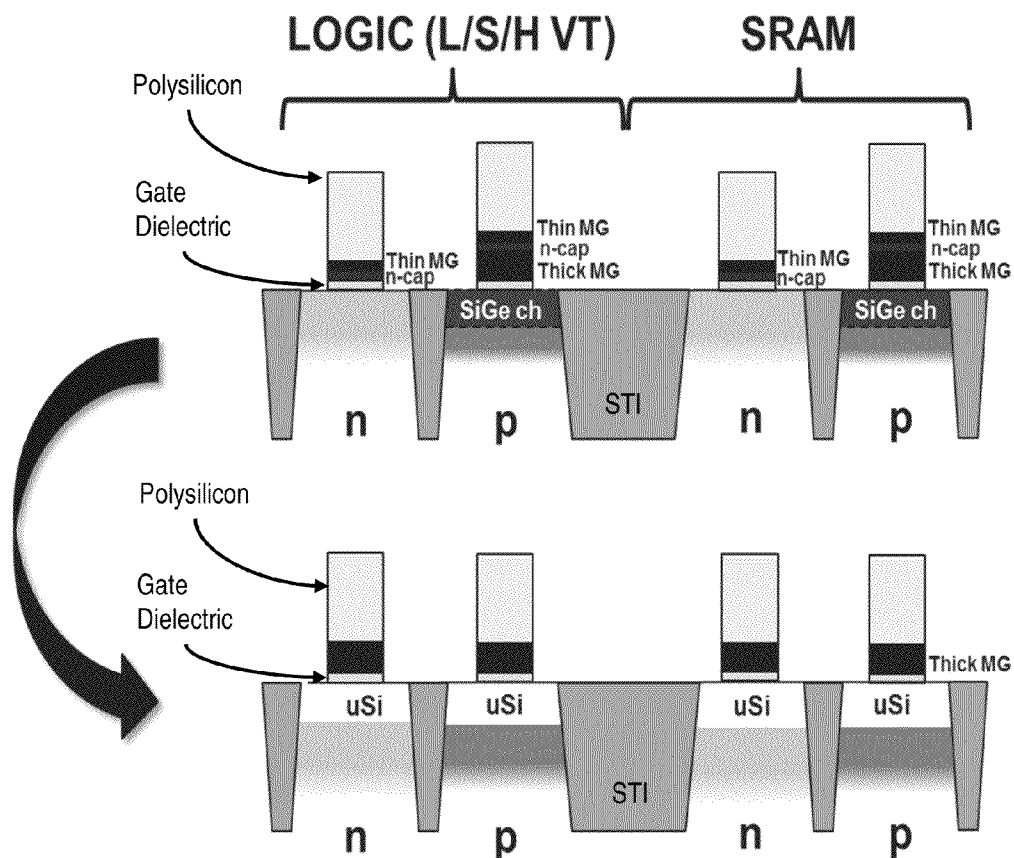 LOGIC (L/S/H VT) SRAM
Polysilicon
Gate
Dielectric
Thin MG
n-cap
Thin MG
n-cap
Thick MG
Thin MG
n-cap
Thin MG
n-cap
Thick MG
SiGe ch
SiGe ch
STI
n p n p
Polysilicon
Gate
Dielectric
Thick MG
uSi uSi uSi uSi
STI
n p n p